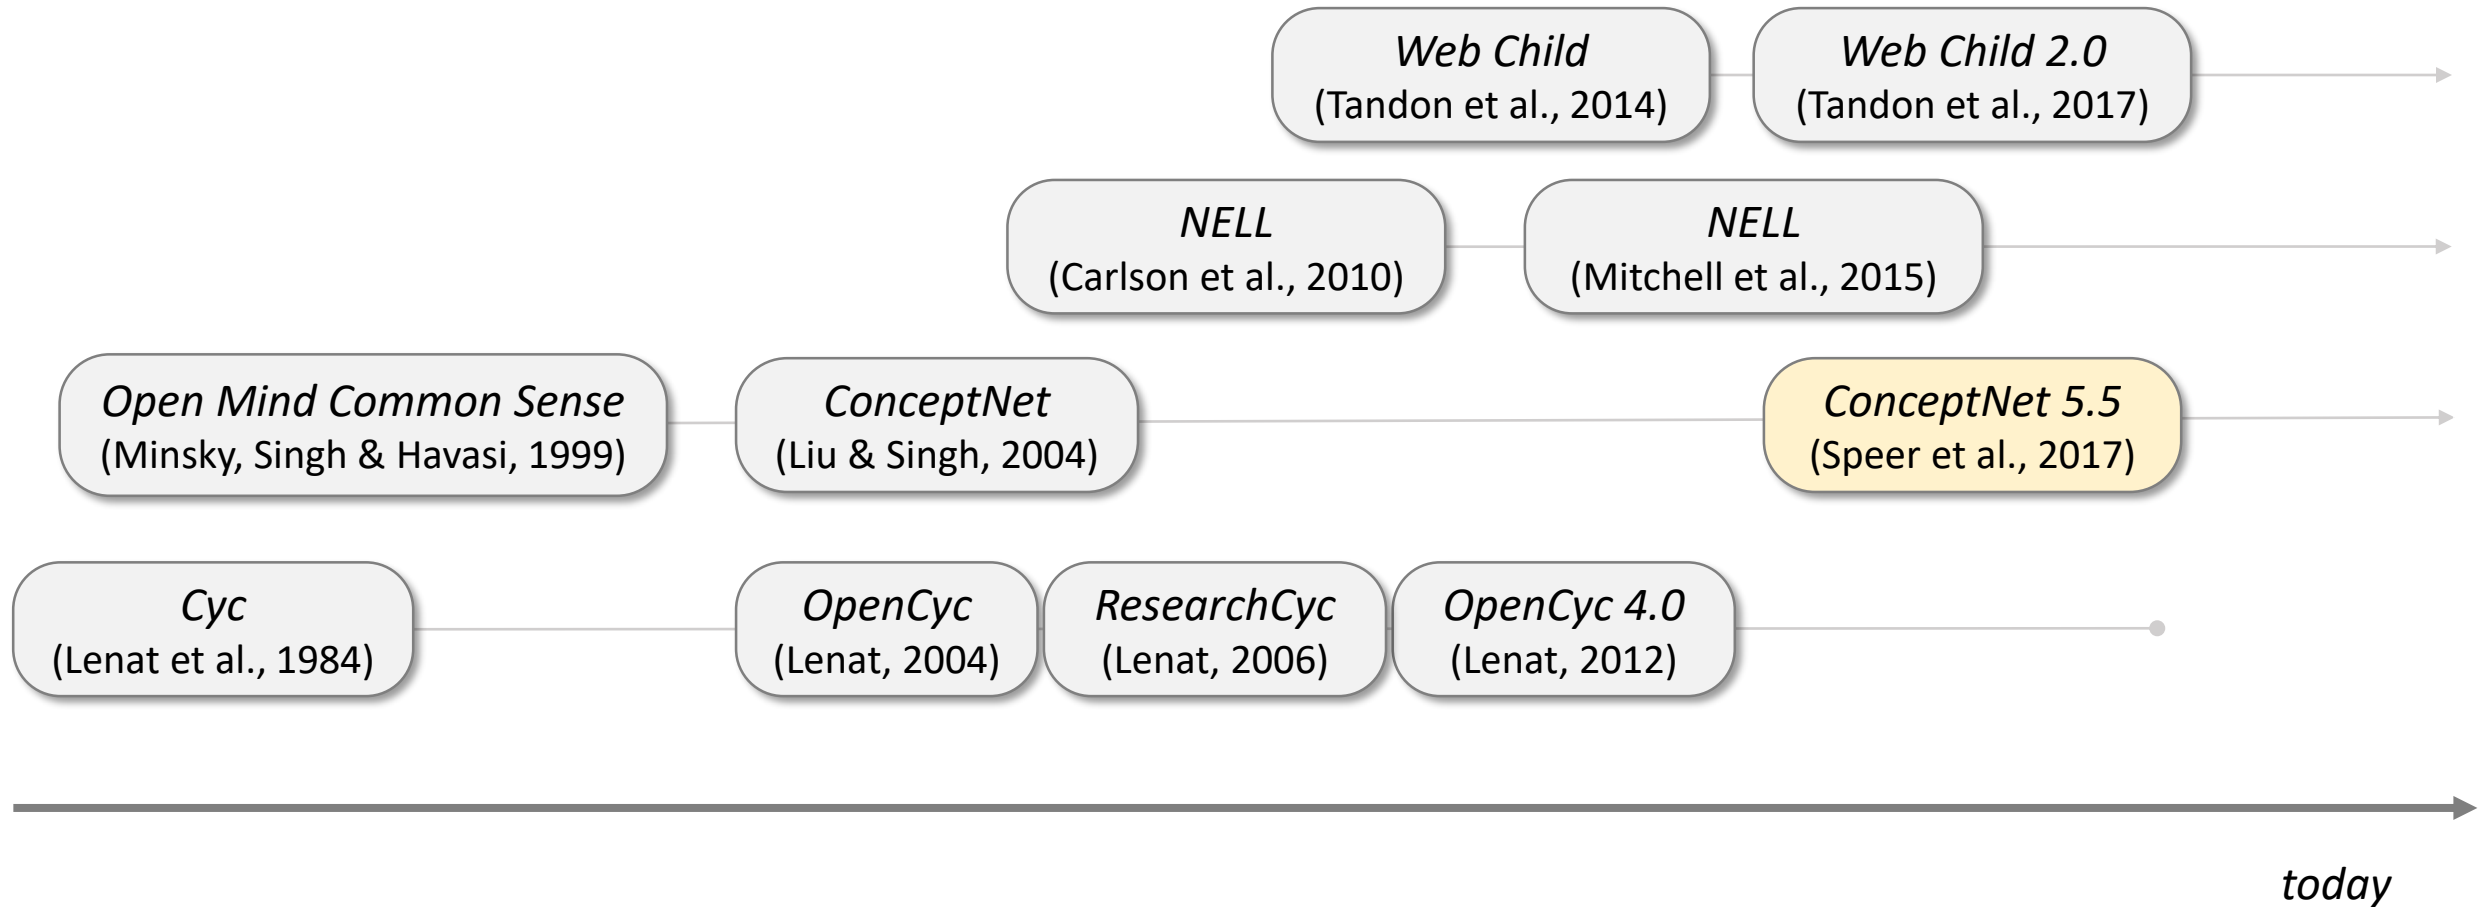 Web Child
(Tandon et al., 2014)
Web Child 2.0
(Tandon et al., 2017)
NELL
(Carlson et al., 2010)
NELL
(Mitchell et al., 2015)
Open Mind Common Sense
(Minsky, Singh & Havasi, 1999)
ConceptNet
(Liu & Singh, 2004)
ConceptNet 5.5
(Speer et al., 2017)
Cyc
(Lenat et al., 1984)
OpenCyc
(Lenat, 2004)
ResearchCyc
(Lenat, 2006)
OpenCyc 4.0
(Lenat, 2012)
today